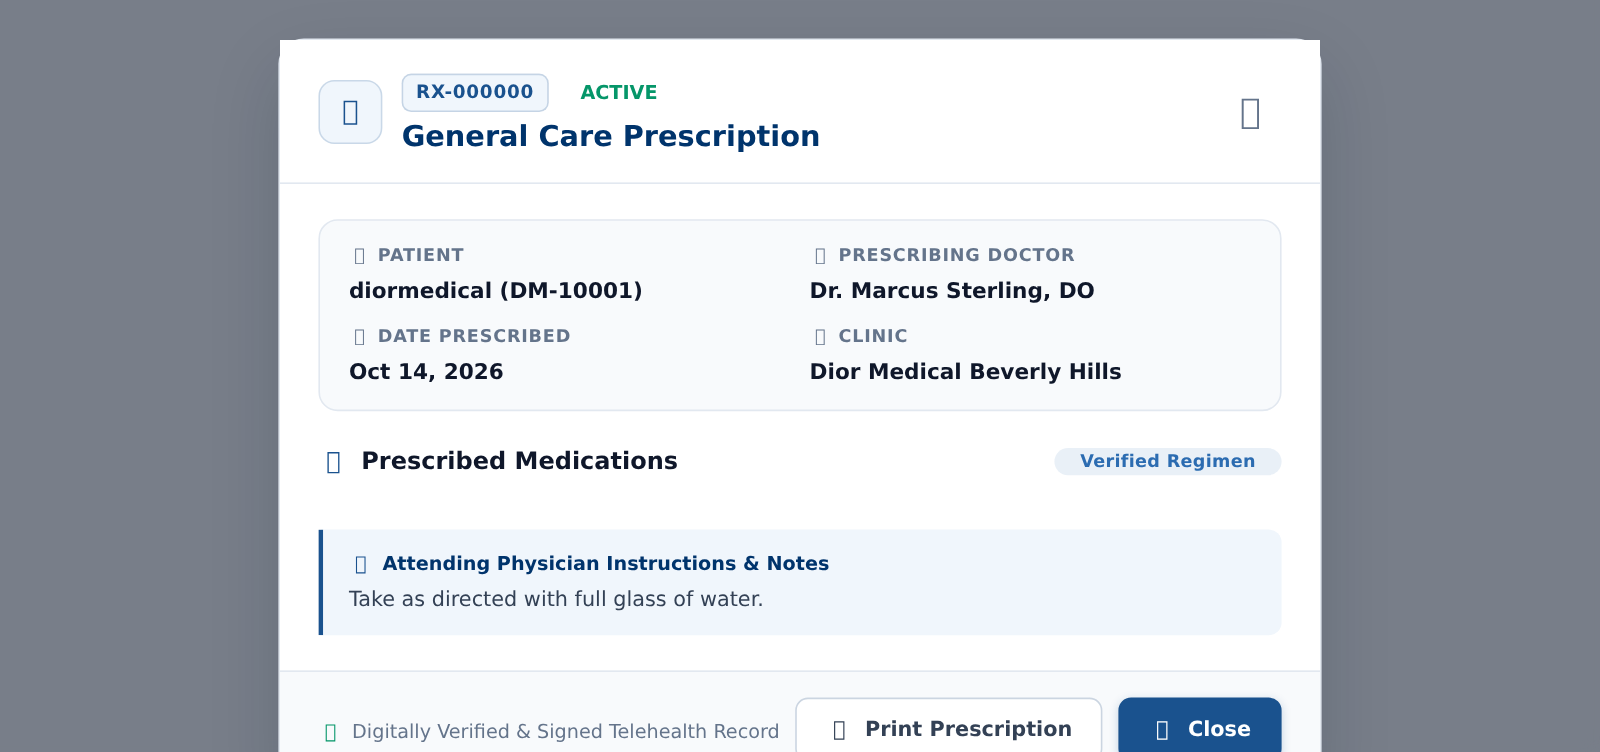 RX-000000 ACTIVE
General Care Prescription
PATIENT
diormedical (DM-10001)
PRESCRIBING DOCTOR
Dr. Marcus Sterling, DO
DATE PRESCRIBED
Oct 14, 2026
CLINIC
Dior Medical Beverly Hills
Prescribed Medications
Verified Regimen
Attending Physician Instructions & Notes
Take as directed with full glass of water.
Digitally Verified & Signed Telehealth Record
Print Prescription
Close